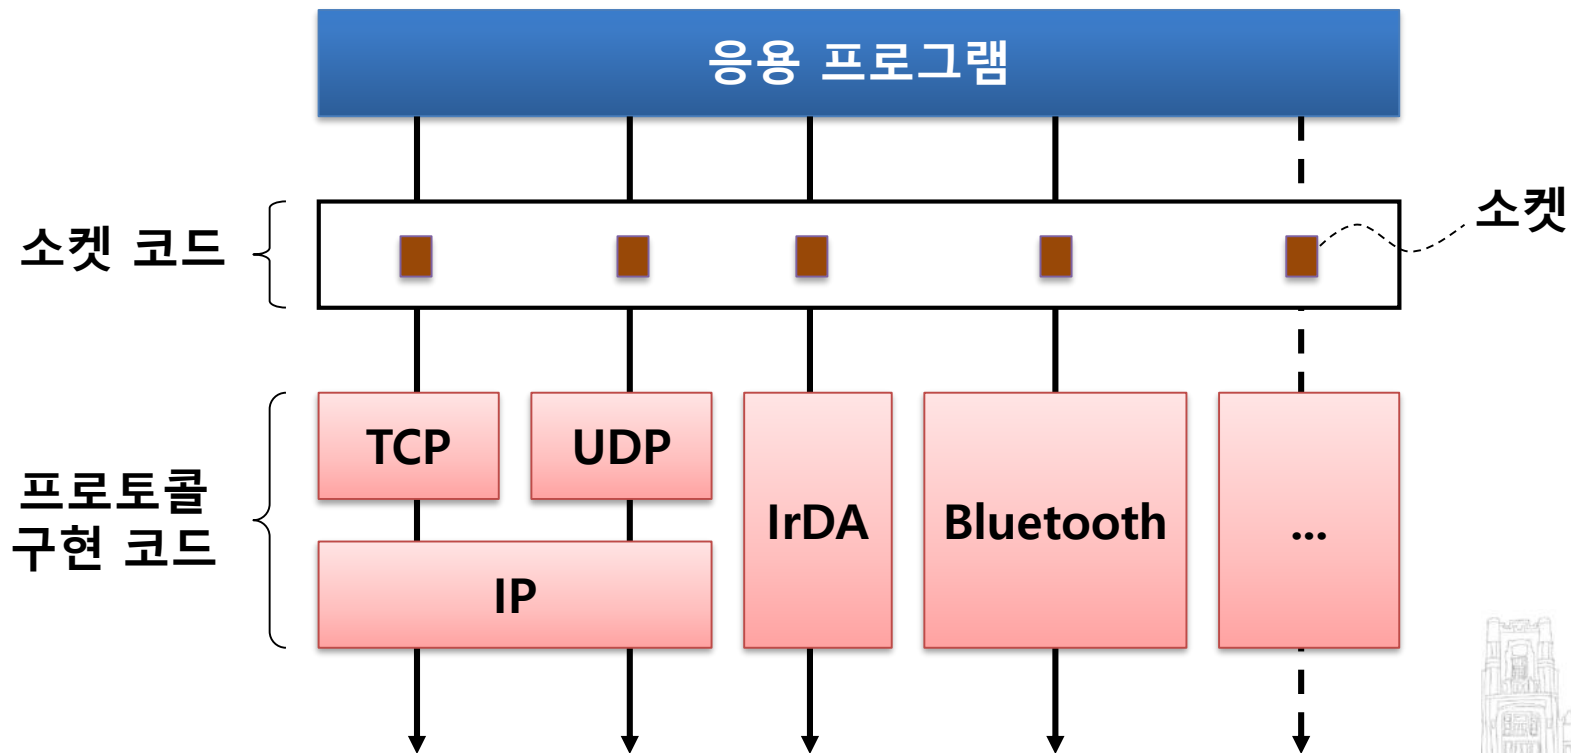 응용 프로그램
소켓 코드
소켓
프로토콜
구현 코드
TCP
UDP
IP
IrDA
Bluetooth
...